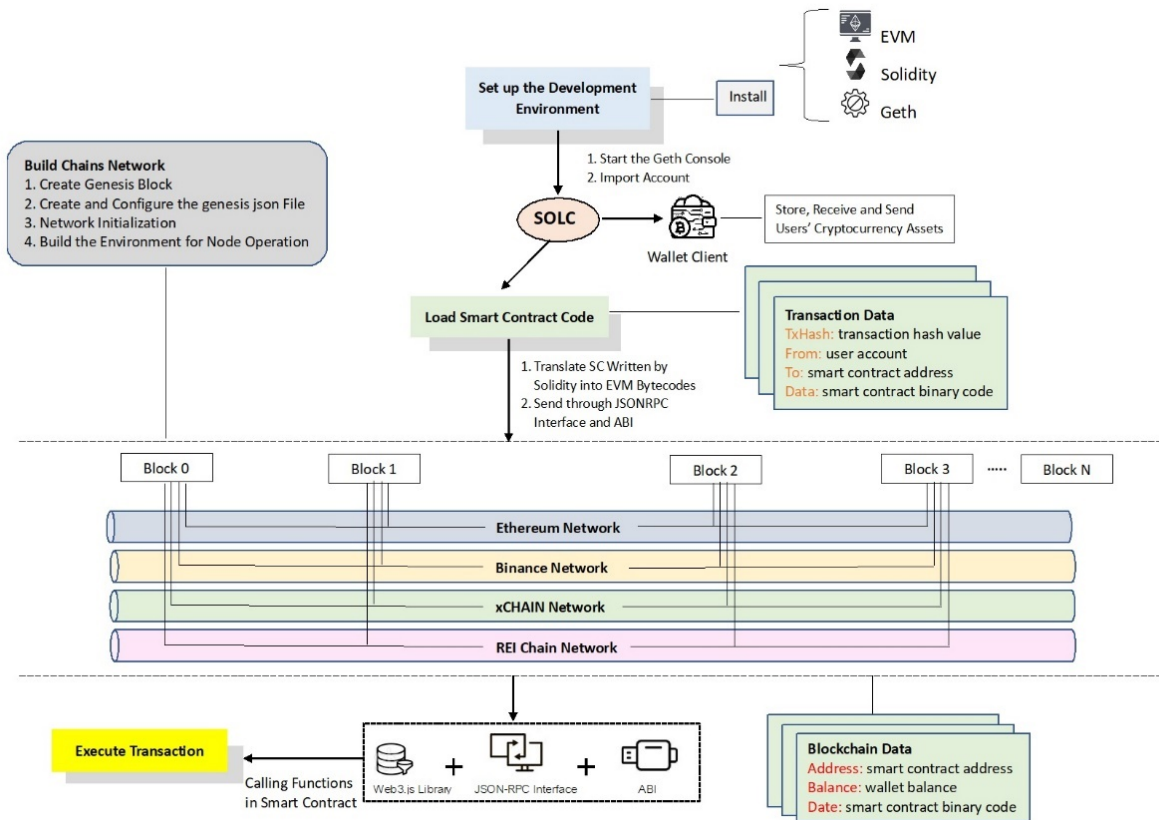 EVM
Solidity
Geth
Set up the Development
Environment
Install
1. Start the Geth Console
2. Import Account
Build Chains Network
1. Create Genesis Block
2. Create and Configure the genesis json File
3. Network Initialization
4. Build the Environment for Node Operation
SOLC
Wallet Client
Store, Receive and Send
Users' Cryptocurrency Assets
Load Smart Contract Code
Transaction Data
TxHash: transaction hash value
From: user account
To: smart contract address
Data: smart contract binary code
1. Translate SC Written by
Solidity into EVM Bytecodes
2. Send through JSONRPC
Interface and ABI
Block 0
Block 1
Block 2
Block 3
.....
Block N
Ethereum Network
Binance Network
xCHAIN Network
REI Chain Network
Execute Transaction
Calling Functions
in Smart Contract
Web3.js Library
+
JSON-RPC Interface
+
ABI
Blockchain Data
Address: smart contract address
Balance: wallet balance
Date: smart contract binary code